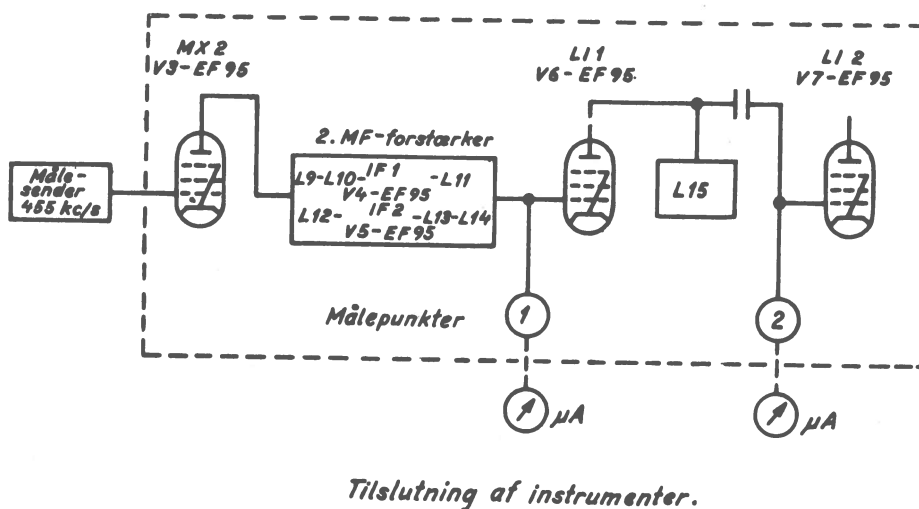 MX 2
V3-EF 95
LI 1
V6-EF 95.
LI 2
V7-EF 95
2. MF-forstærker
Måle-
sender
455 kc/s
L9-L10- IF 1 -L11
V4-EF 95
L12- IF 2 -L13-L14
V5-EF 95
L15
Målepunkter
1
2
µA
µA
Tilslutning af instrumenter.